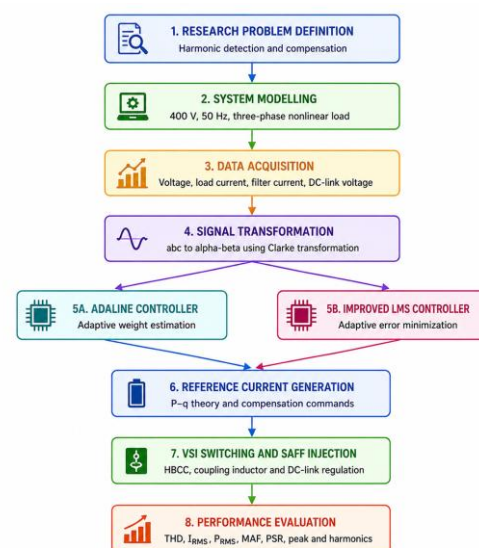 1. RESEARCH PROBLEM DEFINITION
Harmonic detection and compensation
2. SYSTEM MODELLING
400 V, 50 Hz, three-phase nonlinear load
3. DATA ACQUISITION
Voltage, load current, filter current, DC-link voltage
4. SIGNAL TRANSFORMATION
abc to alpha-beta using Clarke transformation
5A. ADALINE CONTROLLER
Adaptive weight estimation
5B. IMPROVED LMS CONTROLLER
Adaptive error minimization
6. REFERENCE CURRENT GENERATION
P–q theory and compensation commands
7. VSI SWITCHING AND SAFF INJECTION
HBCC, coupling inductor and DC-link regulation
8. PERFORMANCE EVALUATION
THD, I_RMS, P_RMS, MAF, PSR, peak and harmonics